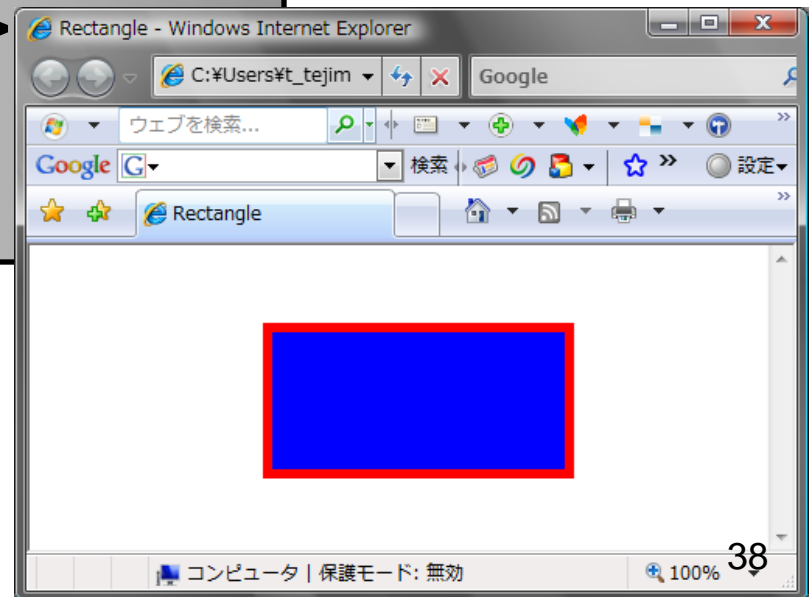 Rectangle - Windows Internet Explorer
C:¥Users¥t_tejim
Google
ウェブを検索...
Google G 検索 設定
Rectangle
コンピュータ | 保護モード: 無効 100%
38